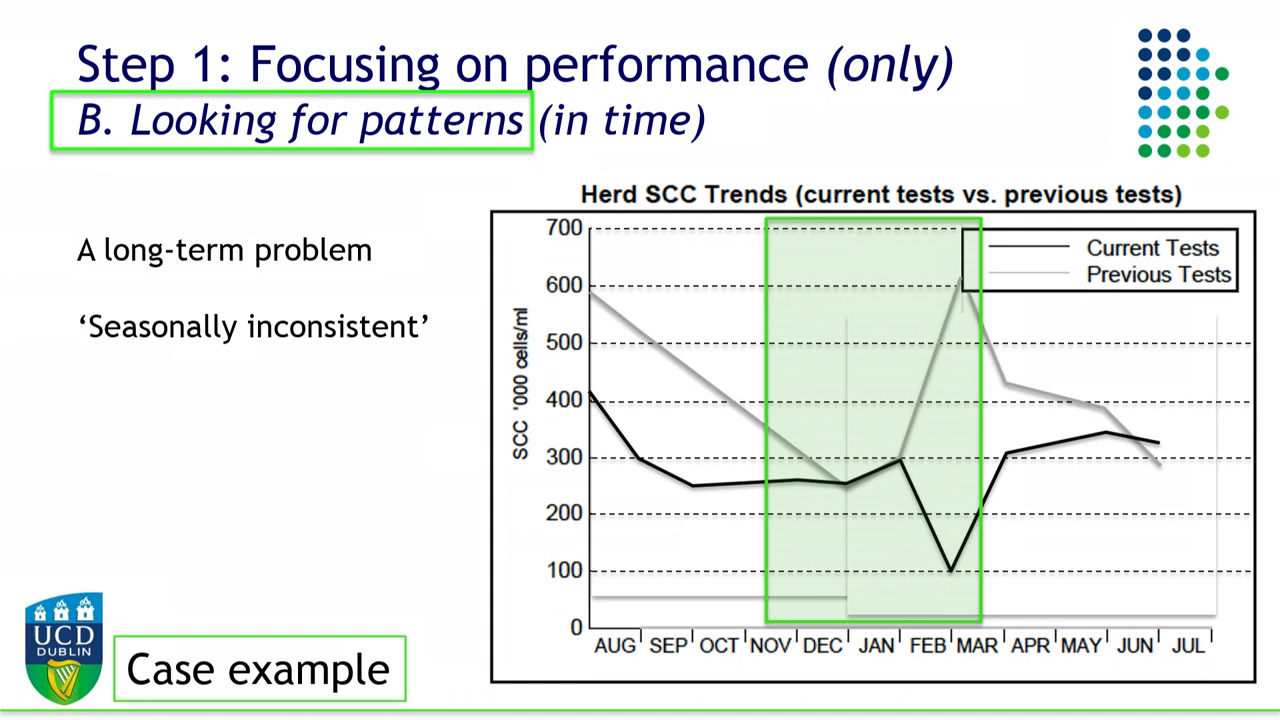 Step 1: Focusing on performance (only)
B. Looking for patterns (in time)
A long-term problem
‘Seasonally inconsistent’
Herd SCC Trends (current tests vs. previous tests)
Current Tests
Previous Tests
SCC '000 cells/ml
700
600
500
400
300
200
100
0
AUG SEP OCT NOV DEC JAN FEB MAR APR MAY JUN JUL
UCD
DUBLIN
Case example